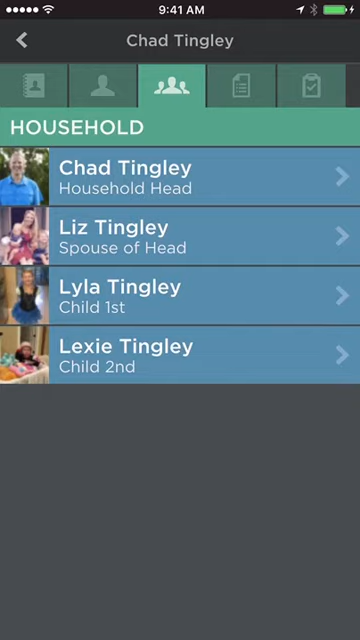 9:41 AM
Chad Tingley
HOUSEHOLD
Chad Tingley
Household Head
Liz Tingley
Spouse of Head
Lyla Tingley
Child 1st
Lexie Tingley
Child 2nd